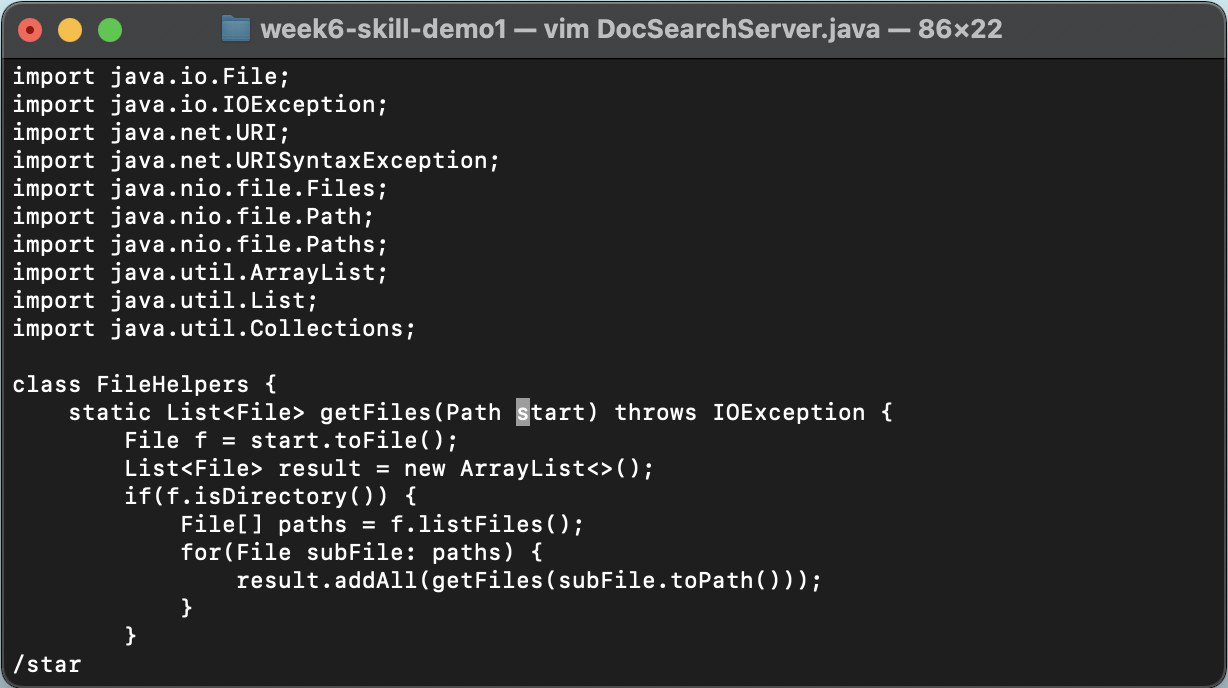 week6-skill-demo1 — vim DocSearchServer.java — 86×22
import java.io.File;
import java.io.IOException;
import java.net.URI;
import java.net.URISyntaxException;
import java.nio.file.Files;
import java.nio.file.Path;
import java.nio.file.Paths;
import java.util.ArrayList;
import java.util.List;
import java.util.Collections;

class FileHelpers {
    static List<File> getFiles(Path start) throws IOException {
        File f = start.toFile();
        List<File> result = new ArrayList<>();
        if(f.isDirectory()) {
            File[] paths = f.listFiles();
            for(File subFile: paths) {
                result.addAll(getFiles(subFile.toPath()));
            }
        }
/star